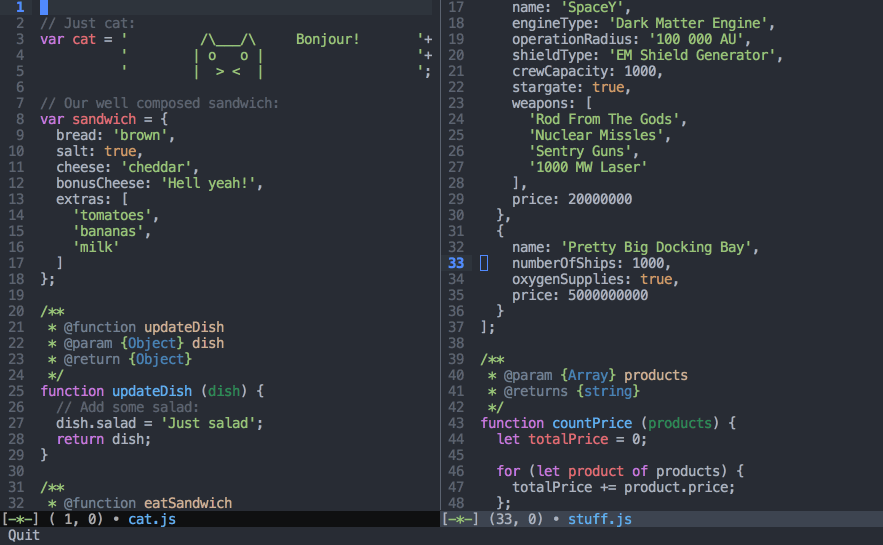 1
2 // Just cat:
3 var cat = '         /\___/\     Bonjour!       '+
4           '        | o   o |                   '+
5           '        |  > <  |                   ';
6
7 // Our well composed sandwich:
8 var sandwich = {
9   bread: 'brown',
10   salt: true,
11   cheese: 'cheddar',
12   bonusCheese: 'Hell yeah!',
13   extras: [
14     'tomatoes',
15     'bananas',
16     'milk'
17   ]
18 };
19
20 /**
21  * @function updateDish
22  * @param {Object} dish
23  * @return {Object}
24  */
25 function updateDish (dish) {
26   // Add some salad:
27   dish.salad = 'Just salad';
28   return dish;
29 }
30
31 /**
32  * @function eatSandwich
[-*-] ( 1, 0) • cat.js
17     name: 'SpaceY',
18     engineType: 'Dark Matter Engine',
19     operationRadius: '100 000 AU',
20     shieldType: 'EM Shield Generator',
21     crewCapacity: 1000,
22     stargate: true,
23     weapons: [
24       'Rod From The Gods',
25       'Nuclear Missles',
26       'Sentry Guns',
27       '1000 MW Laser'
28     ],
29     price: 20000000
30   },
31   {
32     name: 'Pretty Big Docking Bay',
33     numberOfShips: 1000,
34     oxygenSupplies: true,
35     price: 5000000000
36   }
37 ];
38
39 /**
40  * @param {Array} products
41  * @returns {string}
42  */
43 function countPrice (products) {
44   let totalPrice = 0;
45
46   for (let product of products) {
47     totalPrice += product.price;
48   };
[-*-] (33, 0) • stuff.js
Quit